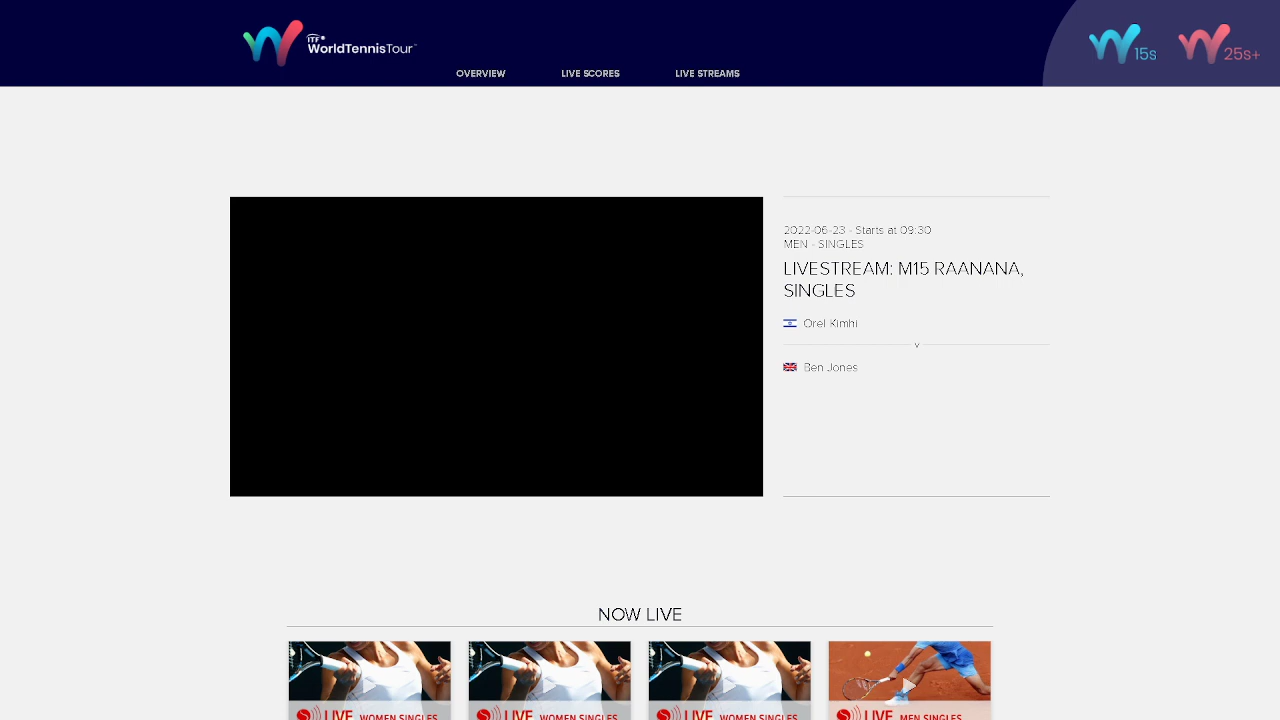 ITF
WorldTennisTour
OVERVIEW
LIVE SCORES
LIVE STREAMS
15s
25s+
2022-06-23 - Starts at 09:30
MEN - SINGLES
LIVESTREAM: M15 RAANANA,
SINGLES
Orel Kimhi
v
Ben Jones
NOW LIVE
LIVE WOMEN SINGLES
LIVE WOMEN SINGLES
LIVE WOMEN SINGLES
LIVE MEN SINGLES